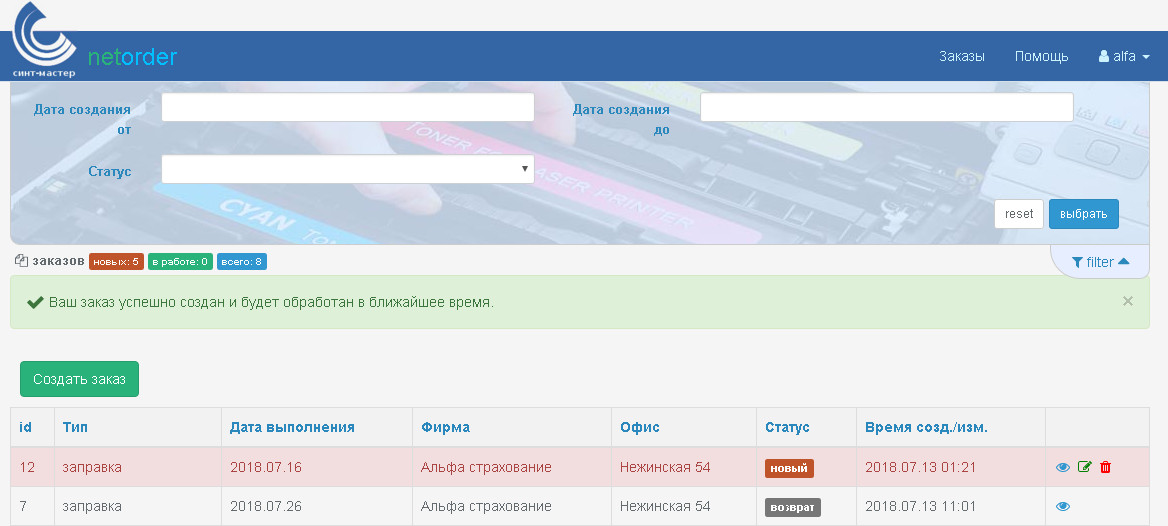 синт-мастер
netorder
Заказы Помощь alfa
Дата создания от
Дата создания до
TONER FOR LASER PRINTER
Статус
CYAN TO
reset выбрать
заказов новых: 5 в работе: 0 всего: 8
filter
Ваш заказ успешно создан и будет обработан в ближайшее время. ×
Создать заказ
id Тип Дата выполнения Фирма Офис Статус Время созд./изм.
12 заправка 2018.07.16 Альфа страхование Нежинская 54 новый 2018.07.13 01:21
7 заправка 2018.07.26 Альфа страхование Нежинская 54 возврат 2018.07.13 11:01